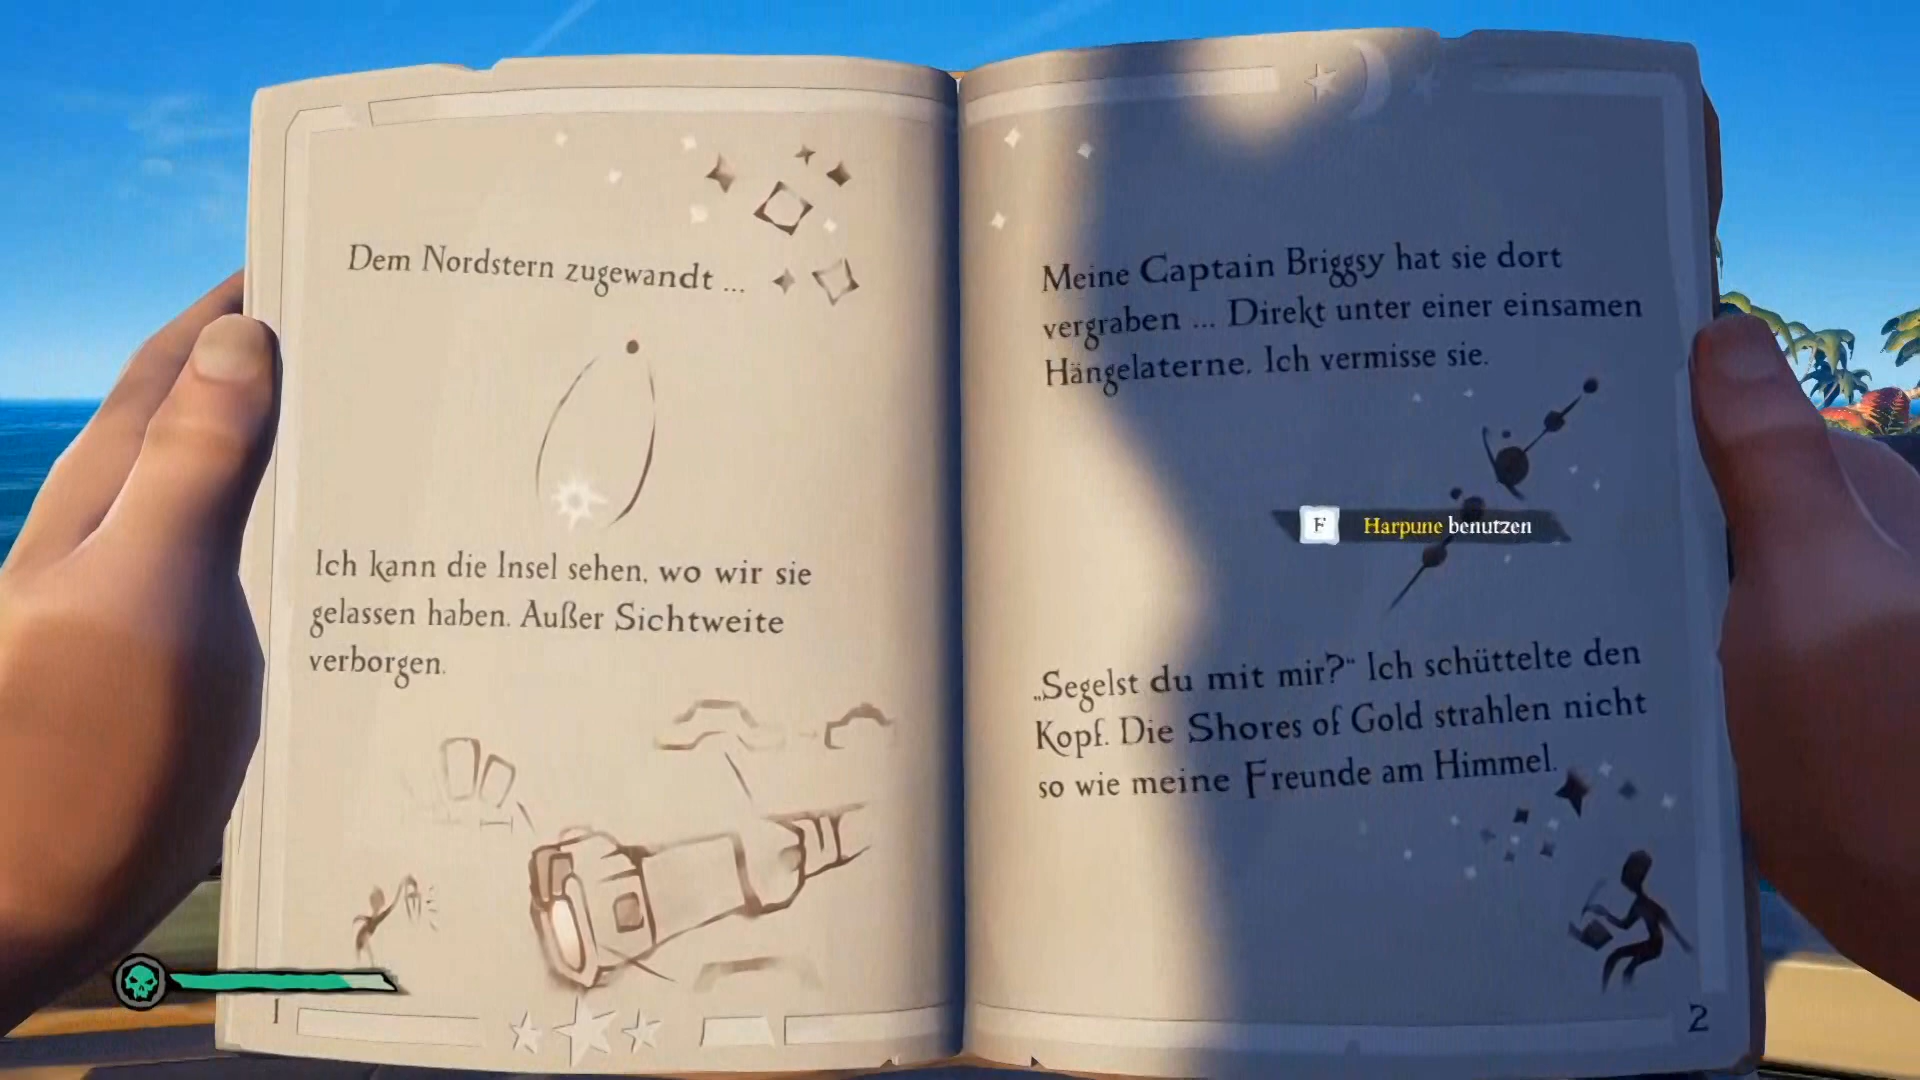 Dem Nordstern zugewandt ...
Ich kann die Insel sehen, wo wir sie
gelassen haben. Außer Sichtweite
verborgen.
1
Meine Captain Briggsy hat sie dort
vergraben ... Direkt unter einer einsamen
Hängelaterne. Ich vermisse sie.
F Harpune benutzen
„Segelst du mit mir?“ Ich schüttelte den
Kopf. Die Shores of Gold strahlen nicht
so wie meine Freunde am Himmel.
2